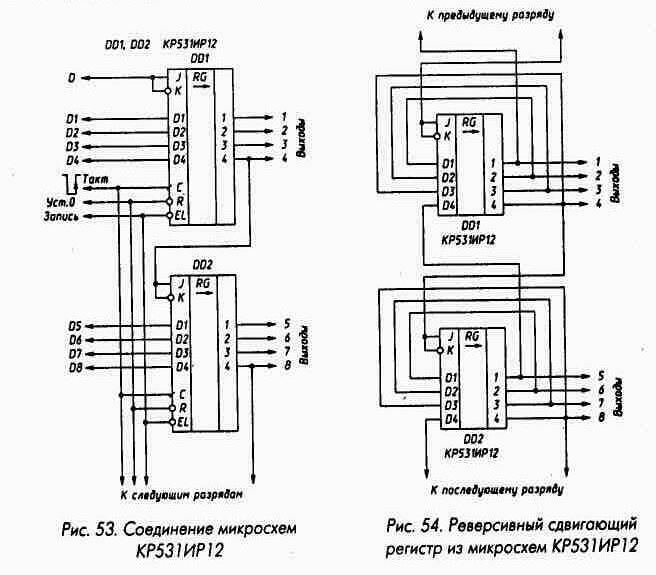 DD1, DD2 КР531ИР12
DD1
D
J RG
K
D1 D1 1 1
D2 D2 2 2
D3 D3 3 3
D4 D4 4 4
Выходы
Такт
C
Уст.0
R
Запись
EL
DD2
J RG
K
D5 D1 1 5
D6 D2 2 6
D7 D3 3 7
D8 D4 4 8
Выходы
C
R
EL
К следующим разрядам
Рис. 53. Соединение микросхем
КР531ИР12
К предыдущему разряду
J RG
K
D1 1 1
D2 2 2
D3 3 3
D4 4 4
Выходы
DD1
КР531ИР12
J RG
K
D1 1 5
D2 2 6
D3 3 7
D4 4 8
Выходы
DD2
КР531ИР12
К последующему разряду
Рис. 54. Реверсивный сдвигающий
регистр из микросхем КР531ИР12